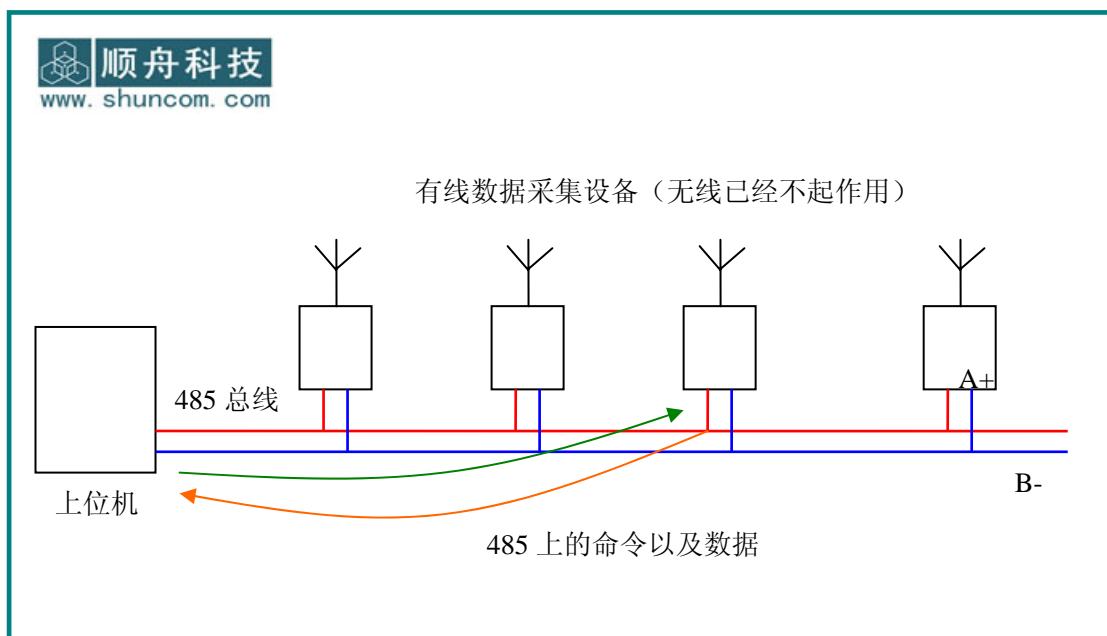 顺舟科技
www.shuncom.com
有线数据采集设备（无线已经不起作用）
A+
485 总线
B-
上位机
485 上的命令以及数据